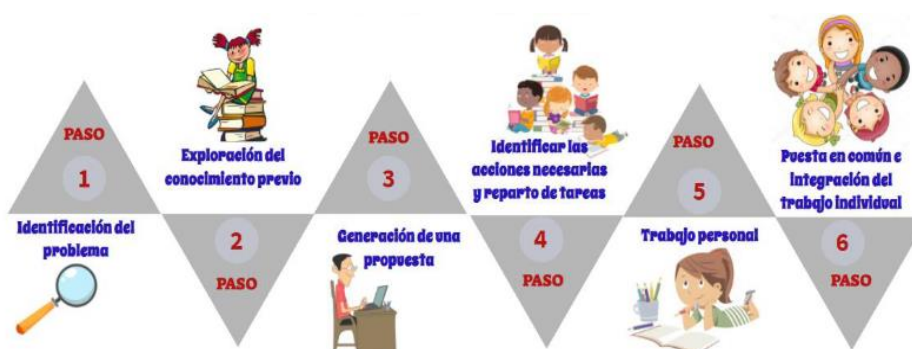 PASO
1
Identificación del
problema
Exploración del
conocimiento previo
2
PASO
PASO
3
Generación de una
propuesta
Identificar las
acciones necesarias
y reparto de tareas
4
PASO
PASO
5
Trabajo personal
Puesta en común e
integración del
trabajo individual
6
PASO